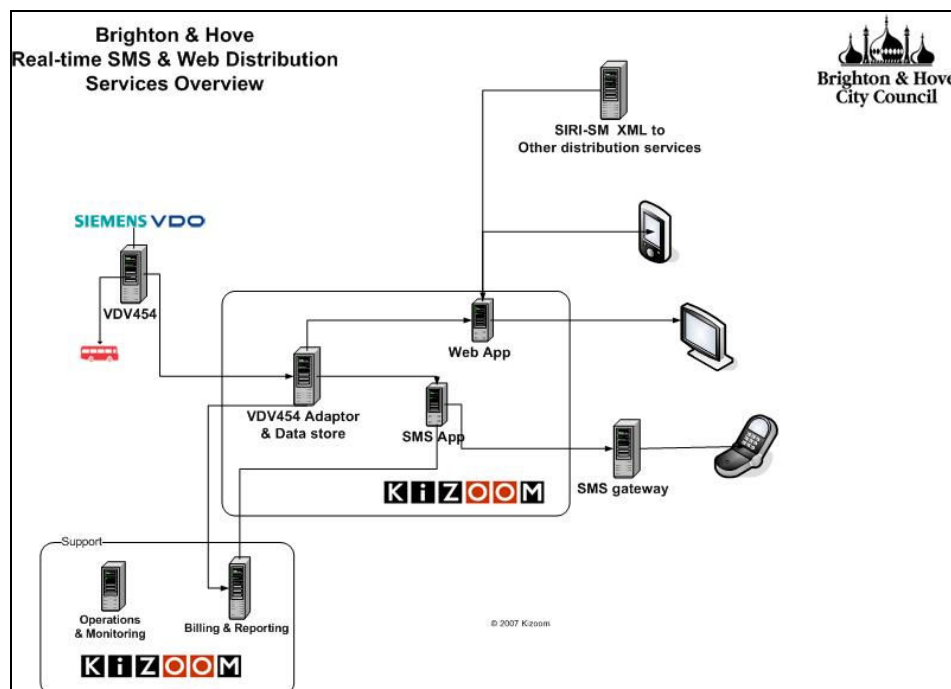 Brighton & Hove
Real-time SMS & Web Distribution
Services Overview
Brighton & Hove
City Council
SIRI-SM XML to
Other distribution services
SIEMENS VDO
VDV454
Web App
VDV454 Adaptor
& Data store
SMS App
SMS gateway
KiZOOM
Support
Operations
& Monitoring
Billing & Reporting
© 2007 Kizoom
KiZOOM